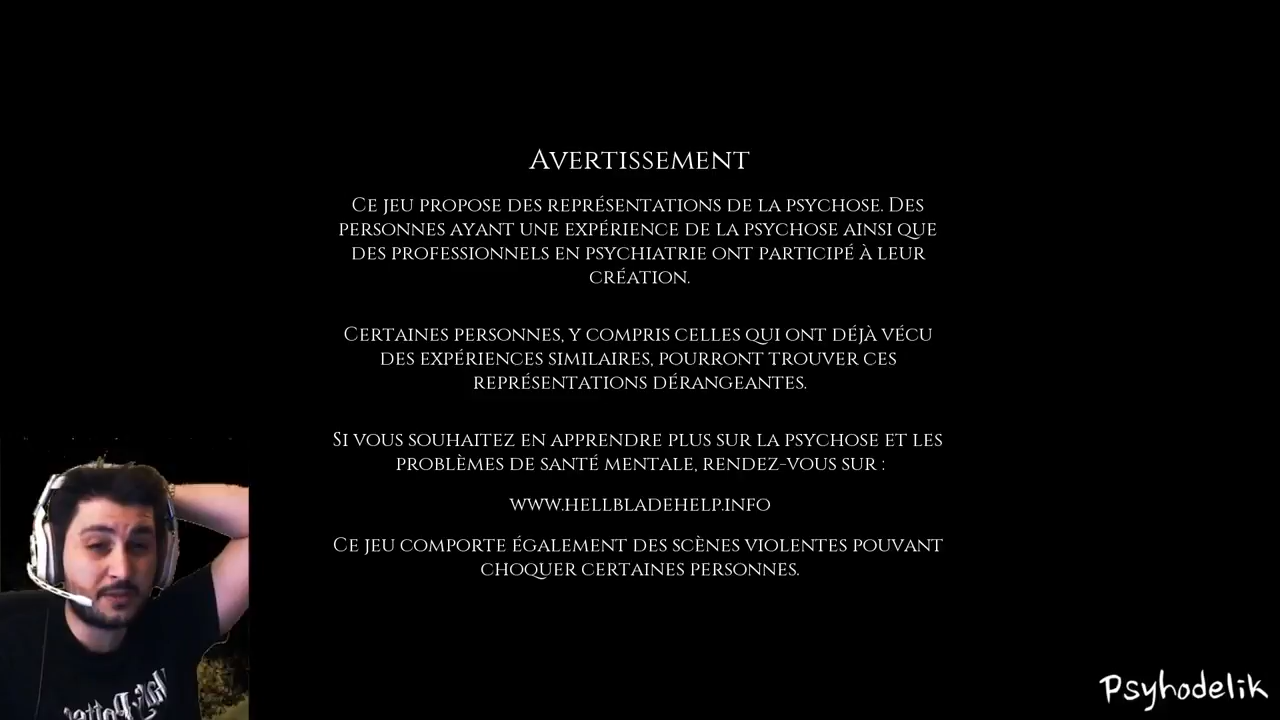 Avertissement
Ce jeu propose des représentations de la psychose. Des
personnes ayant une expérience de la psychose ainsi que
des professionnels en psychiatrie ont participé à leur
création.
Certaines personnes, y compris celles qui ont déjà vécu
des expériences similaires, pourront trouver ces
représentations dérangeantes.
Si vous souhaitez en apprendre plus sur la psychose et les
problèmes de santé mentale, rendez-vous sur :
www.hellbladehelp.info
Ce jeu comporte également des scènes violentes pouvant
choquer certaines personnes.
Harry Potter
Psyhodelik